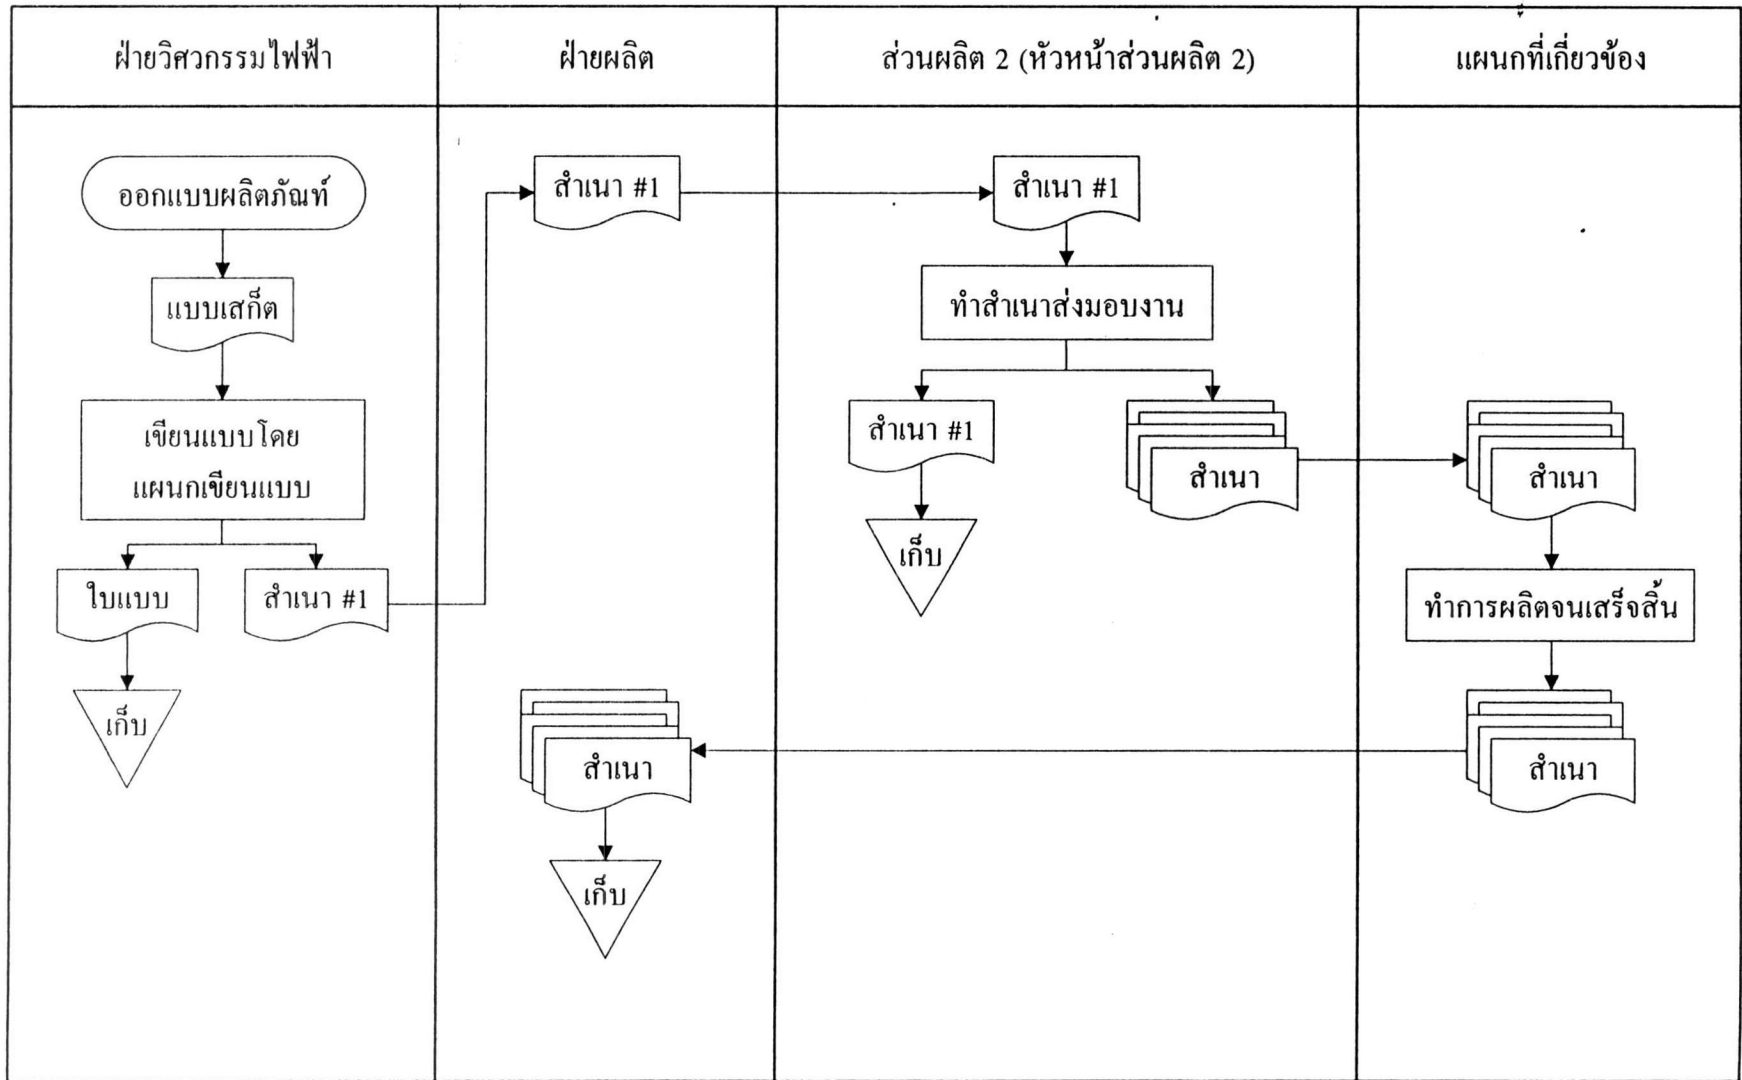 ฝ่ายวิศวกรรมไฟฟ้า
ฝ่ายผลิต
ส่วนผลิต 2 (หัวหน้าส่วนผลิต 2)
แผนกที่เกี่ยวข้อง
ออกแบบผลิตภัณฑ์
แบบเสก็ต
เขียนแบบโดย
แผนกเขียนแบบ
ใบแบบ
สำเนา #1
เก็บ
สำเนา #1
สำเนา
เก็บ
สำเนา #1
ทำสำเนาส่งมอบงาน
สำเนา #1
สำเนา
เก็บ
สำเนา
ทำการผลิตจนเสร็จสิ้น
สำเนา